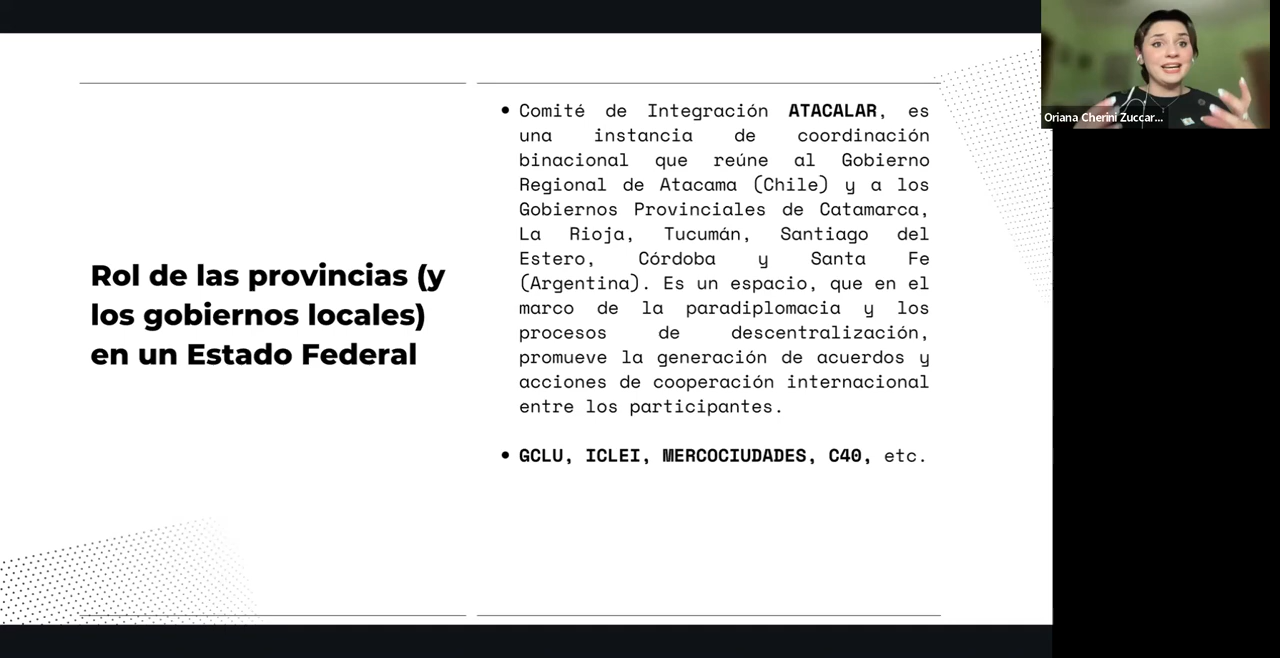 Oriana Cherini Zuccar...
Rol de las provincias (y
los gobiernos locales)
en un Estado Federal
• Comité de Integración ATACALAR, es
una instancia de coordinación
binacional que reúne al Gobierno
Regional de Atacama (Chile) y a los
Gobiernos Provinciales de Catamarca,
La Rioja, Tucumán, Santiago del
Estero, Córdoba y Santa Fe
(Argentina). Es un espacio, que en el
marco de la paradiplomacia y los
procesos de descentralización,
promueve la generación de acuerdos y
acciones de cooperación internacional
entre los participantes.
• GCLU, ICLEI, MERCOCIUDADES, C40, etc.